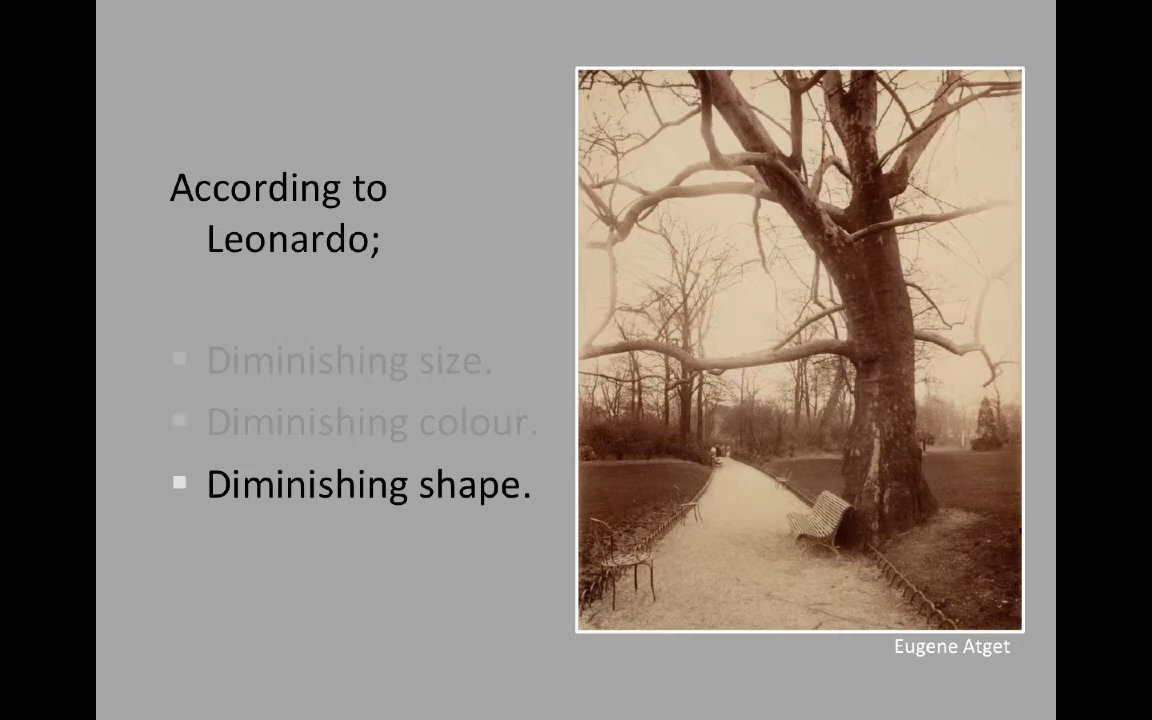 According to
Leonardo;
Diminishing size.
Diminishing colour.
Diminishing shape.
Eugene Atget